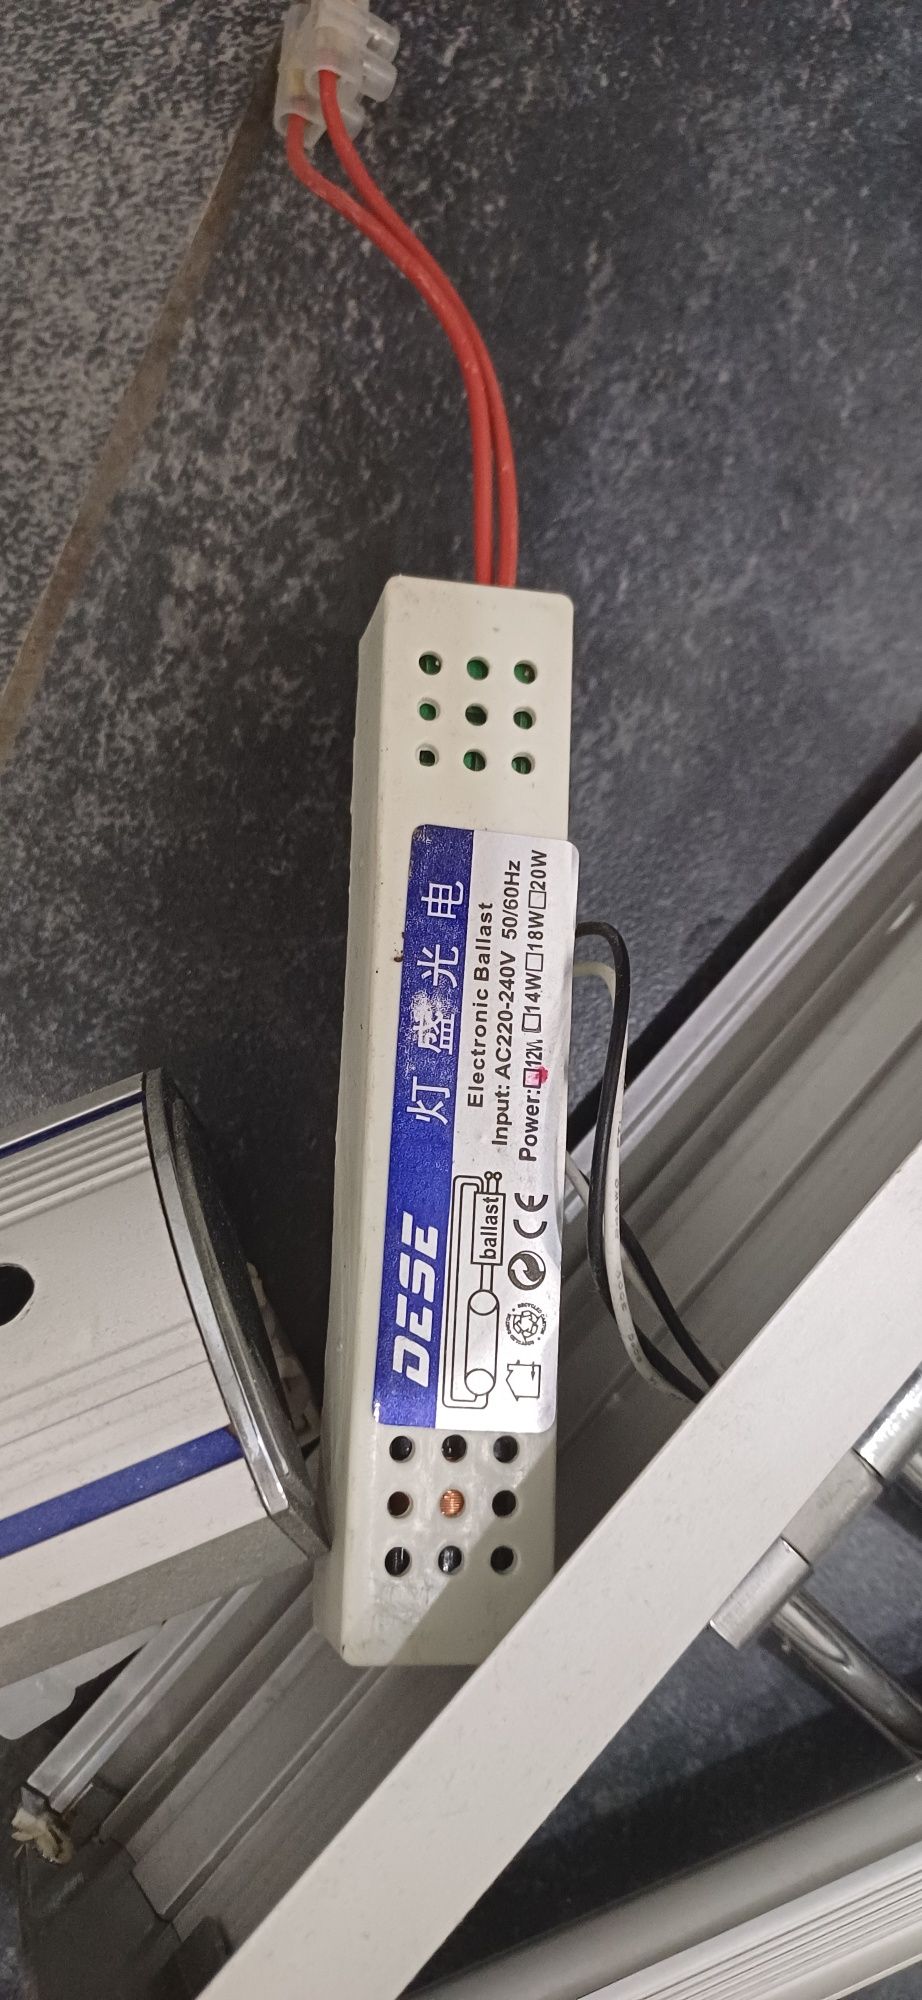 DESE 灯盛光电
Electronic Ballast
Input: AC220-240V 50/60Hz
Power:□12W□14W□18W□20W
ballast
CE